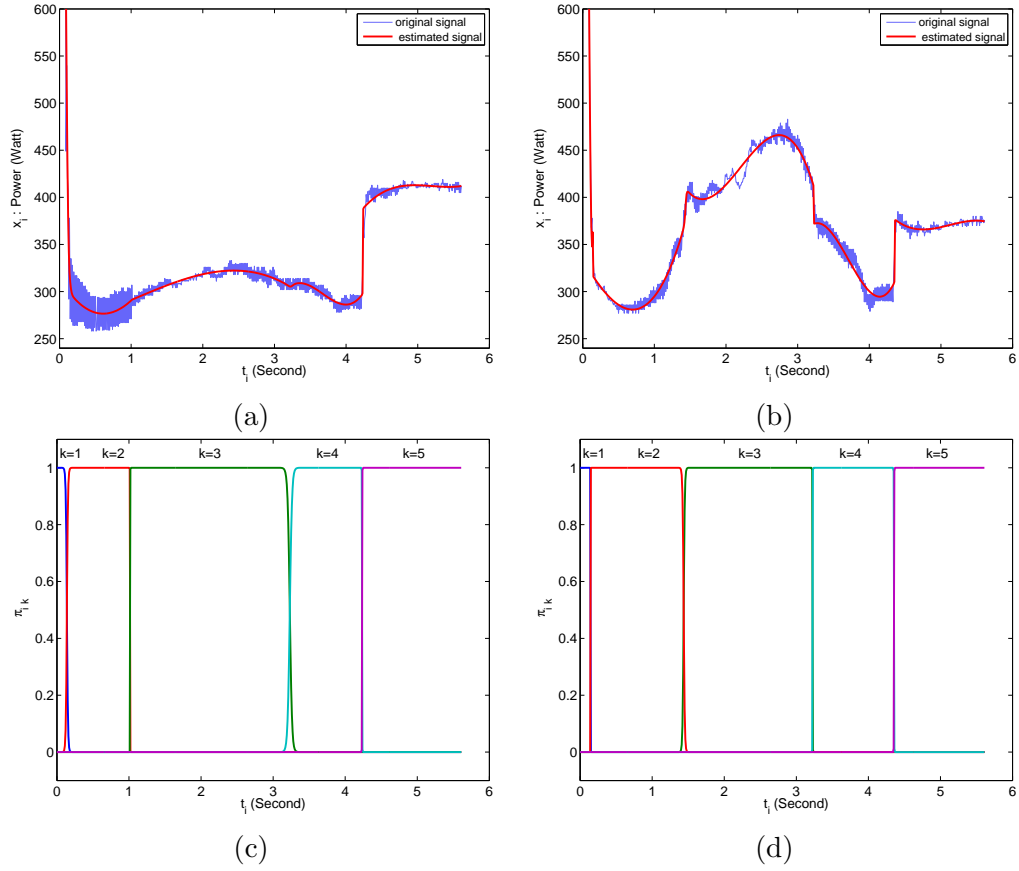 600
550
500
450
400
350
300
250
x_i : Power (Watt)
0 1 2 3 4 5 6
t_i (Second)
original signal
estimated signal
(a)
600
550
500
450
400
350
300
250
x_i : Power (Watt)
0 1 2 3 4 5 6
t_i (Second)
original signal
estimated signal
(b)
k=1 k=2 k=3 k=4 k=5
1
0.8
0.6
0.4
0.2
0
π_{i k}
0 1 2 3 4 5 6
t_i (Second)
(c)
k=1 k=2 k=3 k=4 k=5
1
0.8
0.6
0.4
0.2
0
π_{i k}
0 1 2 3 4 5 6
t_i (Second)
(d)